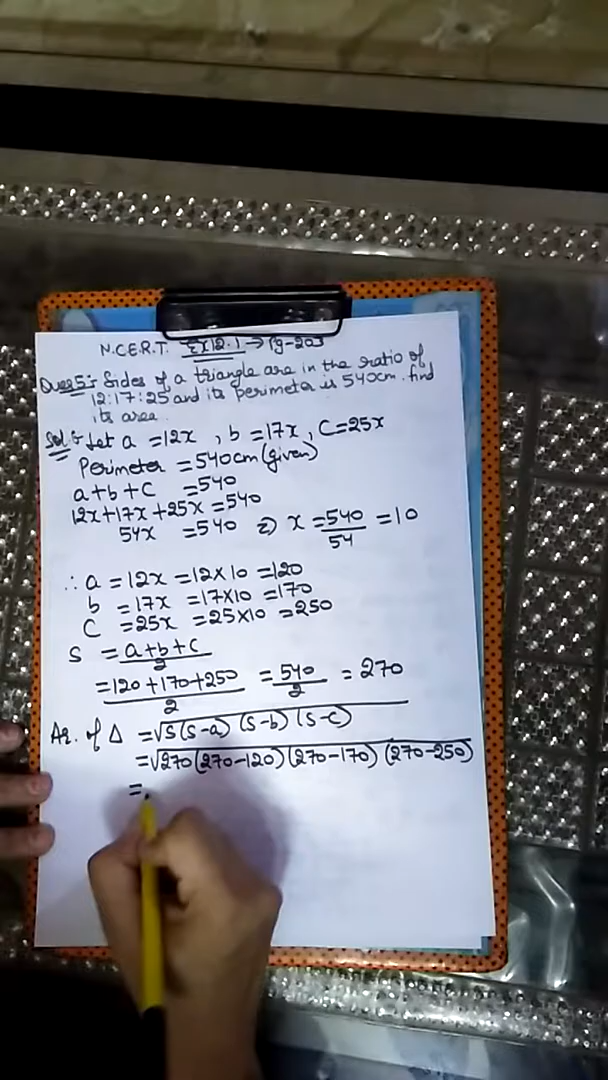 N.C.E.R.T. EX12.1 → Pg-203
Ques5:- Sides of a triangle are in the ratio of
12:17:25 and its perimeter is 540cm. find
its area.
Sol:- Let a = 12x , b = 17x , C = 25x
Perimeter = 540cm (given)
a+b+c = 540
12x+17x+25x = 540
54x = 540 ⇒ x = 540/54 = 10
∴ a = 12x = 12×10 = 120
b = 17x = 17×10 = 170
C = 25x = 25×10 = 250
S = a+b+c/2
= 120+170+250/2 = 540/2 = 270
Ar. of Δ = √S(S-a) (S-b) (S-c)
= √270(270-120) (270-170) (270-250)
=